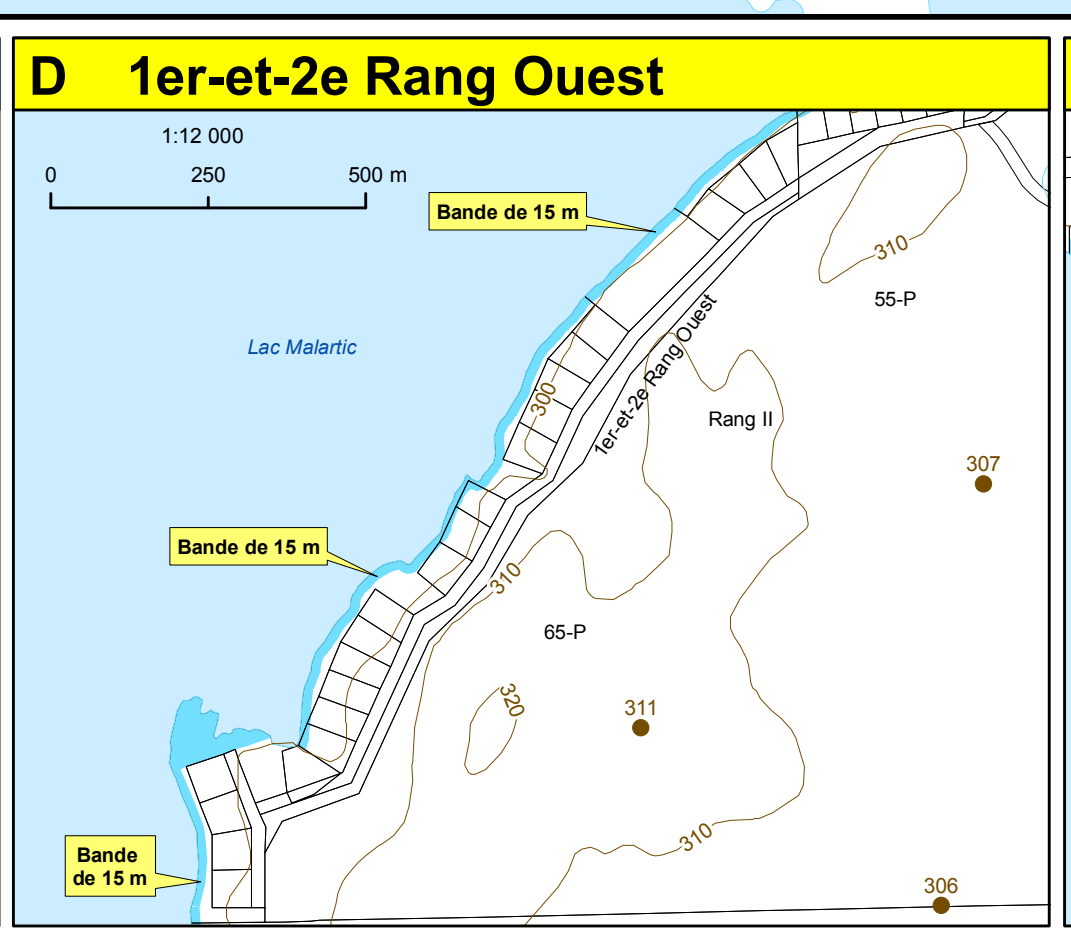 D 1er-et-2e Rang Ouest
1:12 000
0 250 500 m
Bande de 15 m
310
55-P
Lac Malartic
1er-et-2e Rang Ouest
300
Rang II
307
Bande de 15 m
310
65-P
320
311
310
Bande
de 15 m
306